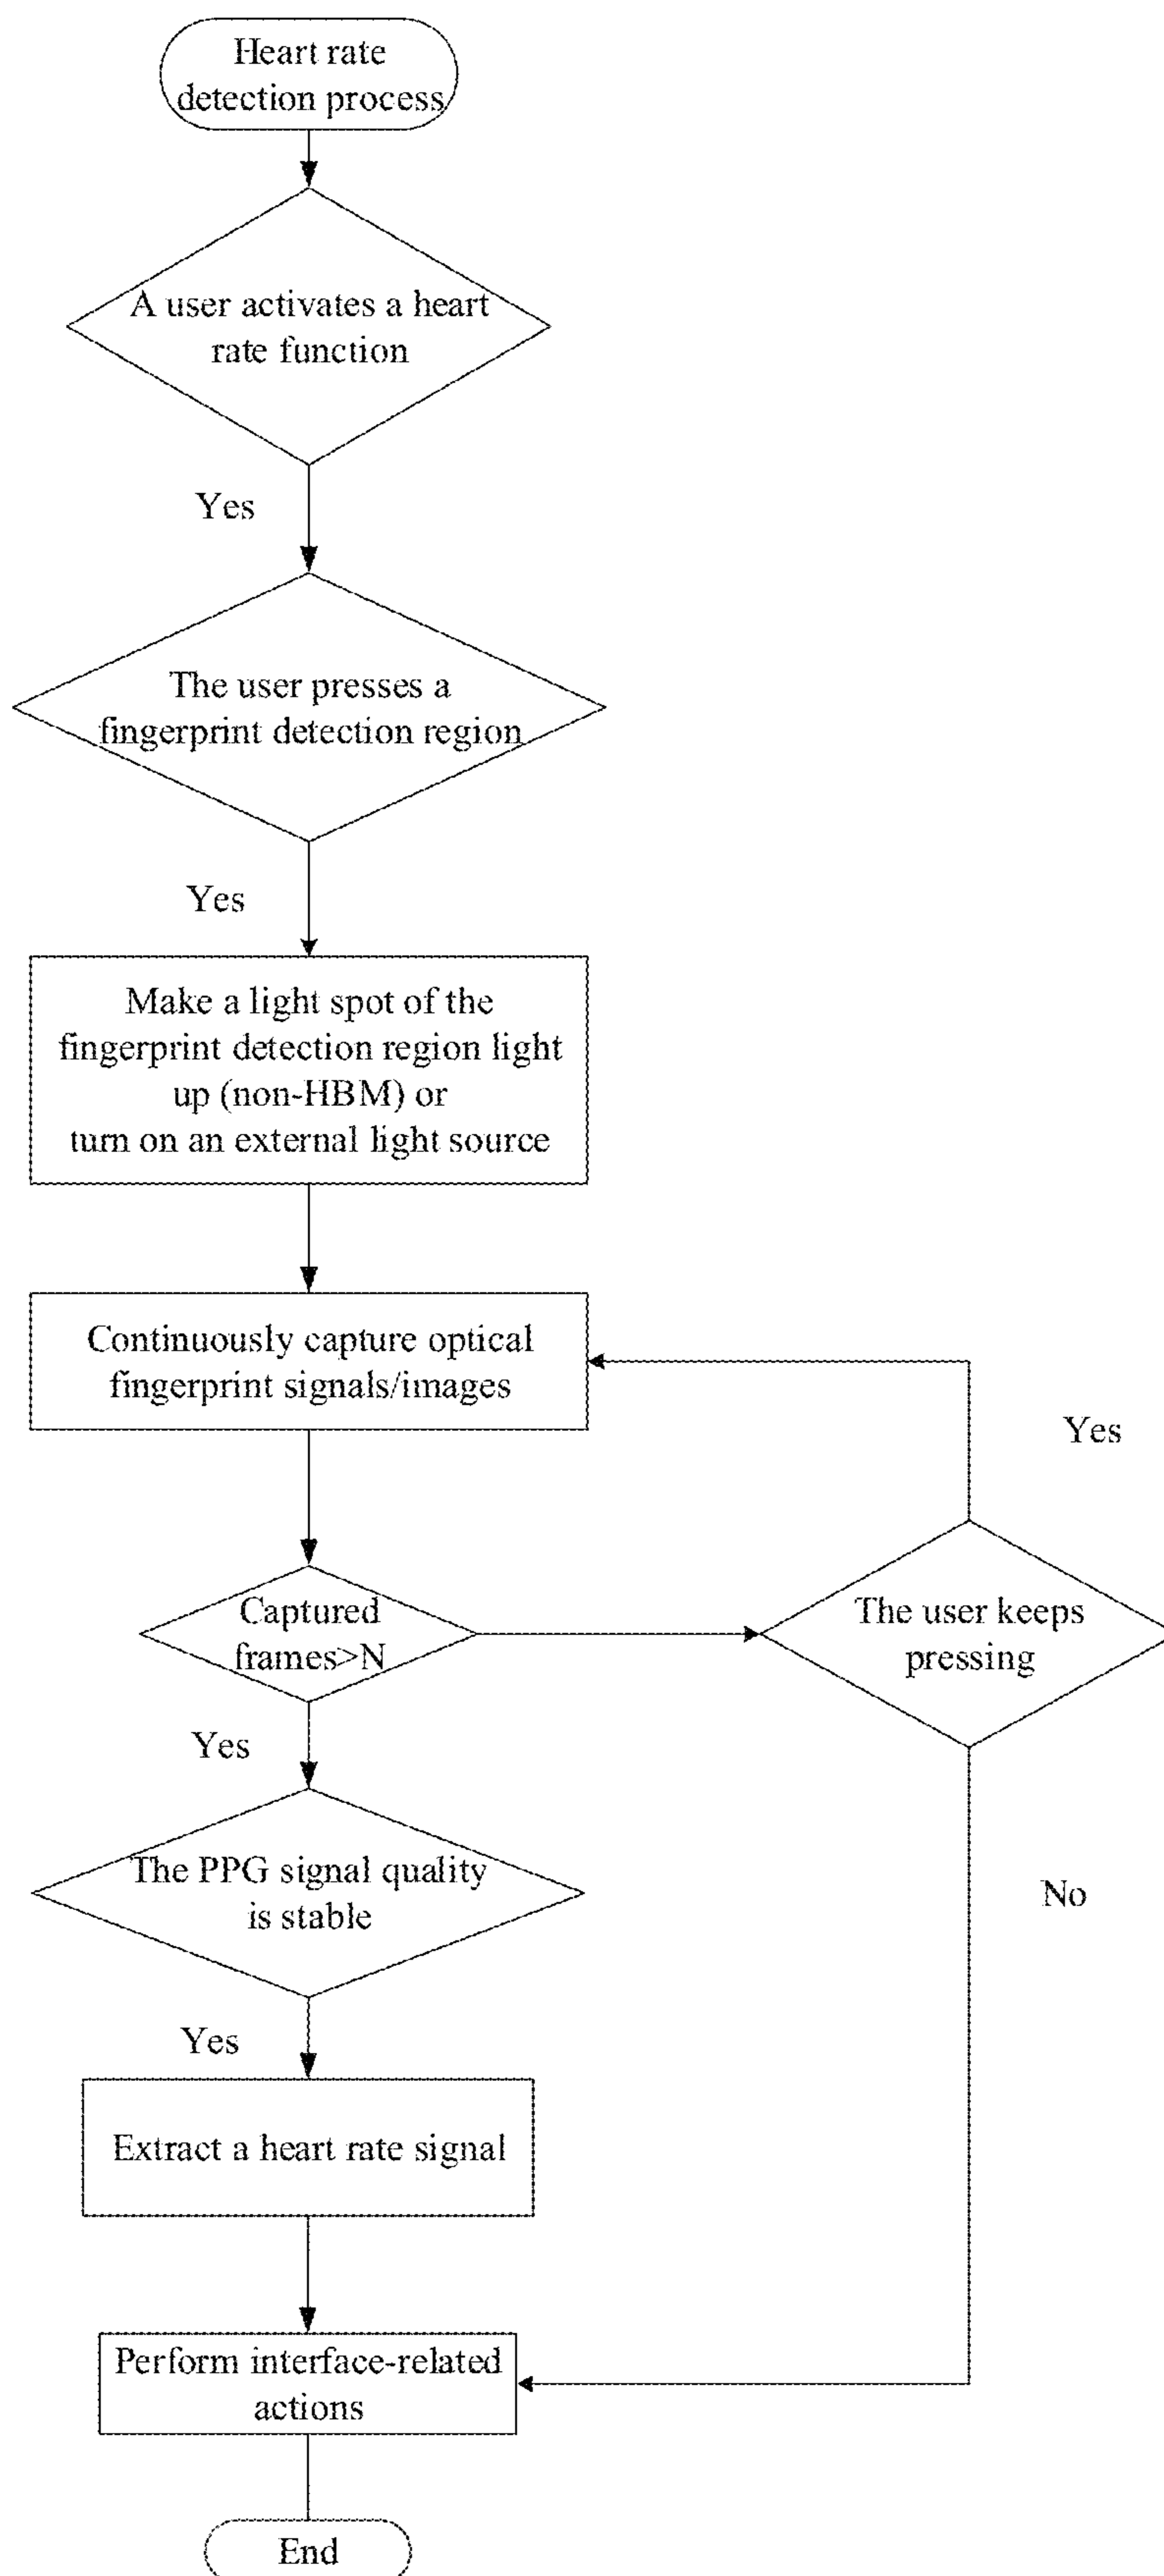 Heart rate
detection process
A user activates a heart
rate function
Yes
The user presses a
fingerprint detection region
Yes
Make a light spot of the
fingerprint detection region light
up (non-HBM) or
turn on an external light source
Continuously capture optical
fingerprint signals/images
Yes
Captured
frames>N
The user keeps
pressing
Yes
The PPG signal quality
is stable
No
Yes
Extract a heart rate signal
Perform interface-related
actions
End